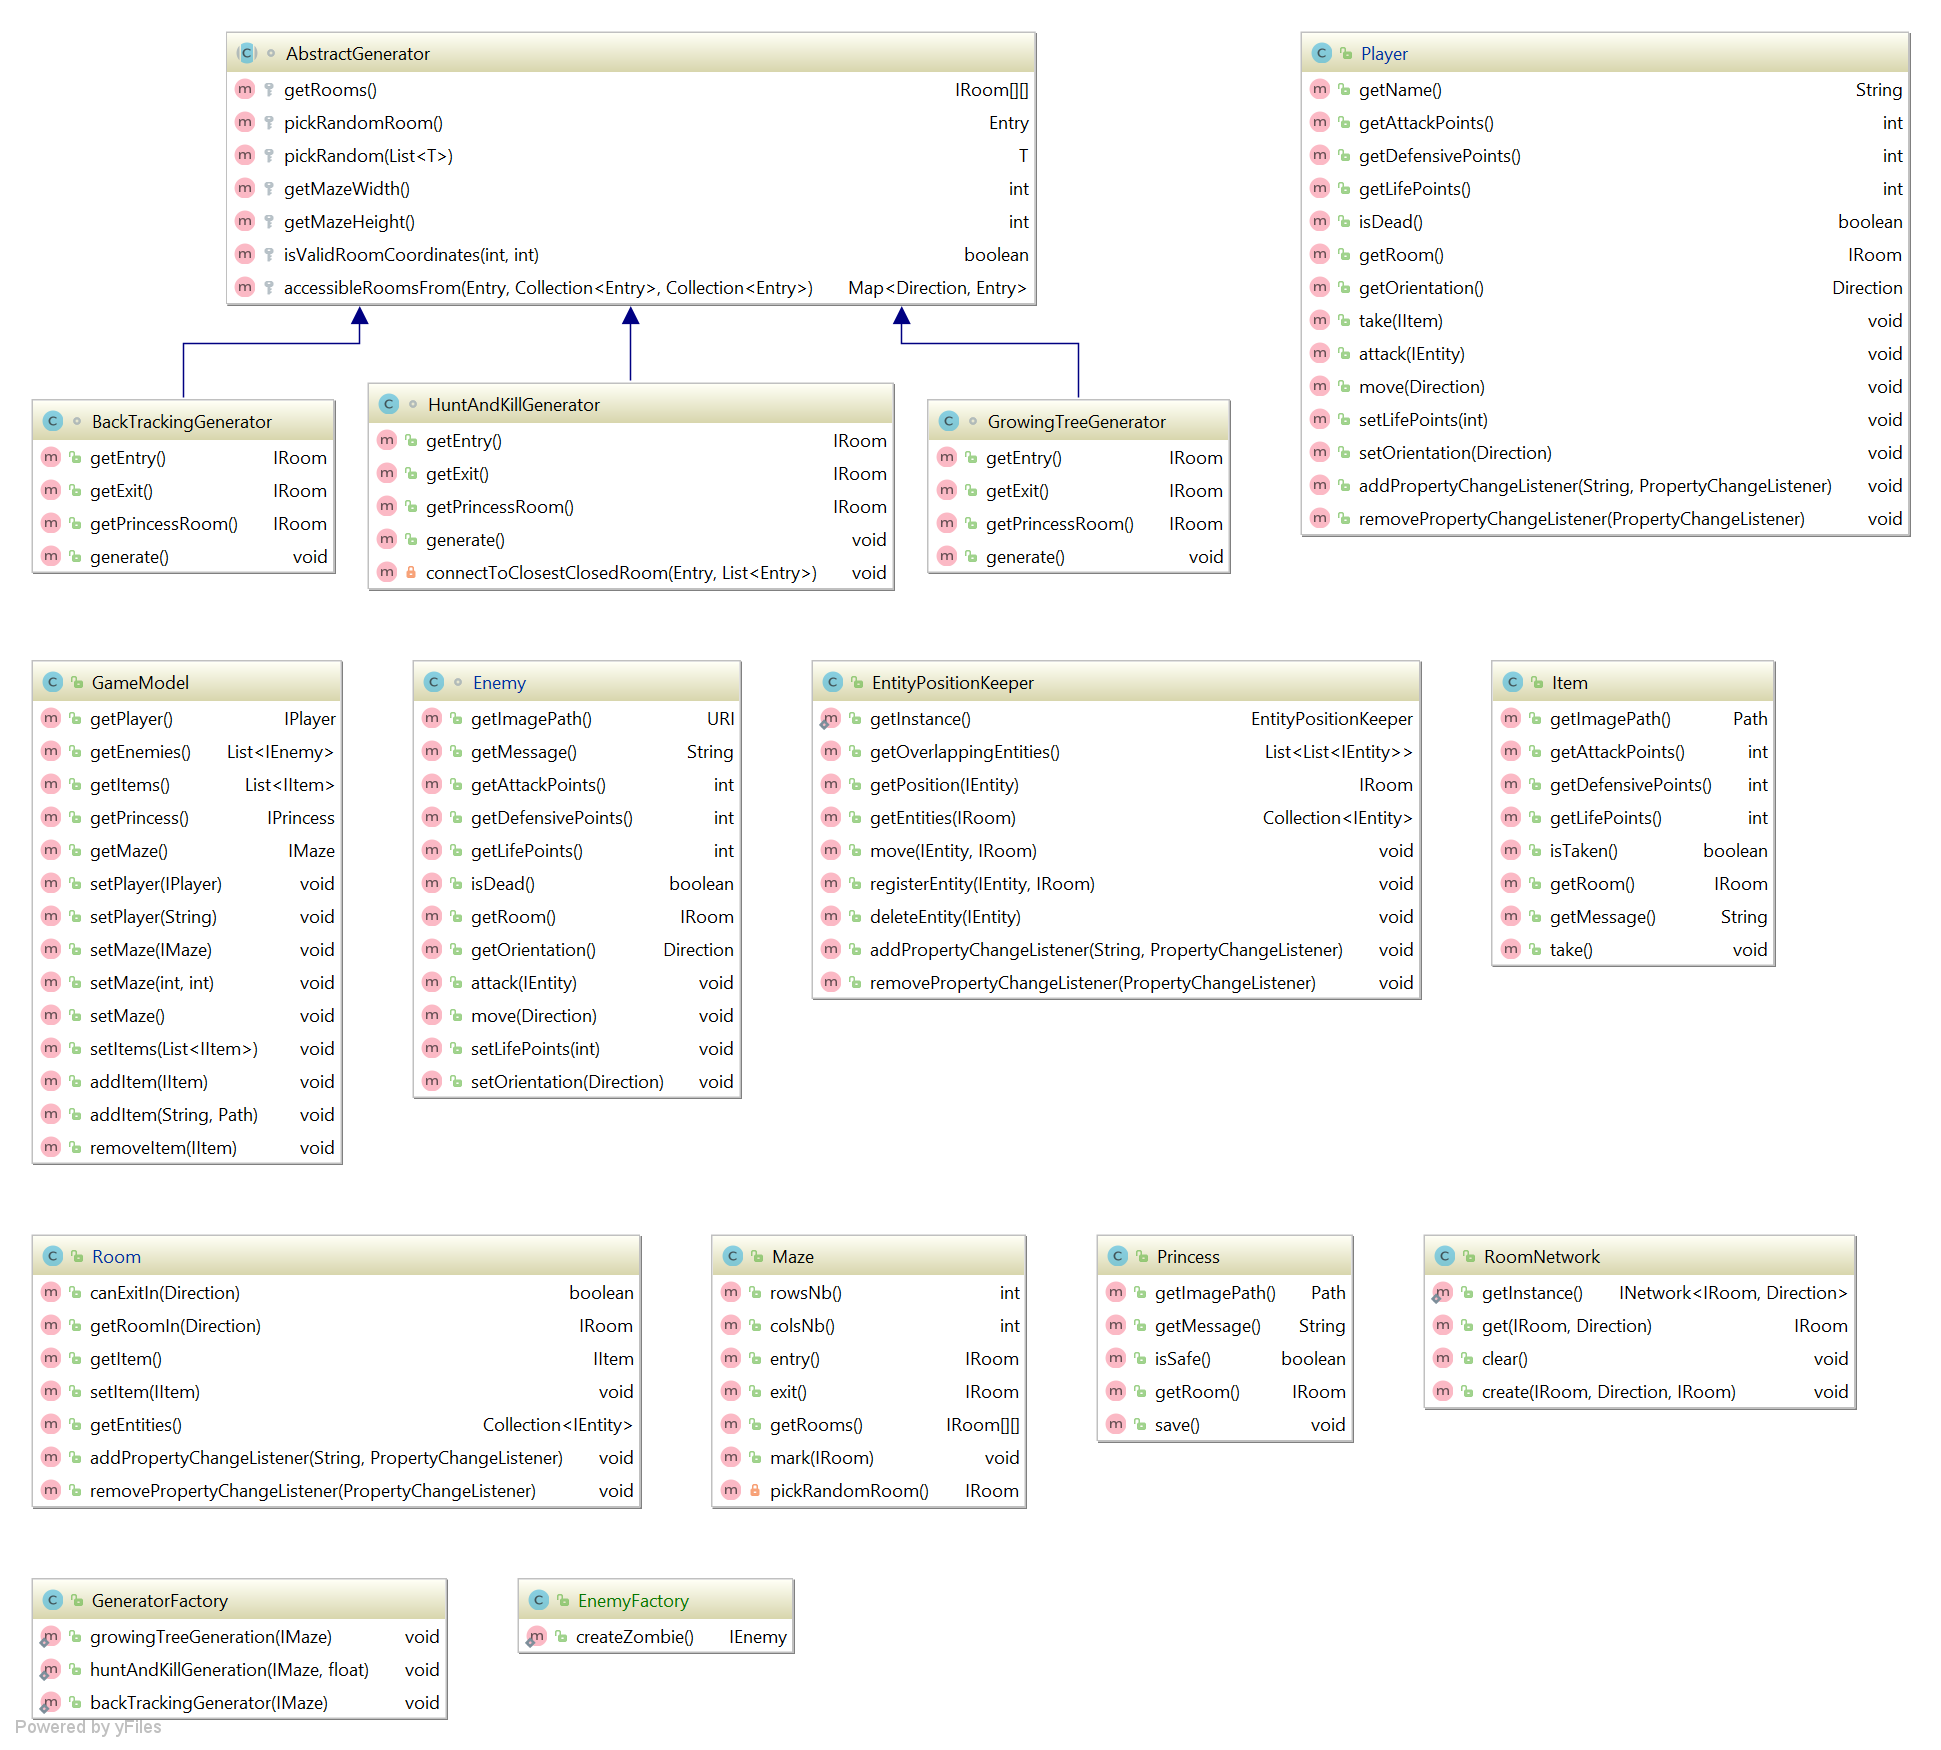 AbstractGenerator
getRooms() IRoom[][]
pickRandomRoom() Entry
pickRandom(List<T>) T
getMazeWidth() int
getMazeHeight() int
isValidRoomCoordinates(int, int) boolean
accessibleRoomsFrom(Entry, Collection<Entry>, Collection<Entry>) Map<Direction, Entry>
Player
getName() String
getAttackPoints() int
getDefensivePoints() int
getLifePoints() int
isDead() boolean
getRoom() IRoom
getOrientation() Direction
take(IItem) void
attack(IEntity) void
move(Direction) void
setLifePoints(int) void
setOrientation(Direction) void
addPropertyChangeListener(String, PropertyChangeListener) void
removePropertyChangeListener(PropertyChangeListener) void
BackTrackingGenerator
getEntry() IRoom
getExit() IRoom
getPrincessRoom() IRoom
generate() void
HuntAndKillGenerator
getEntry() IRoom
getExit() IRoom
getPrincessRoom() IRoom
generate() void
connectToClosestClosedRoom(Entry, List<Entry>) void
GrowingTreeGenerator
getEntry() IRoom
getExit() IRoom
getPrincessRoom() IRoom
generate() void
GameModel
getPlayer() IPlayer
getEnemies() List<IEnemy>
getItems() List<IItem>
getPrincess() IPrincess
getMaze() IMaze
setPlayer(IPlayer) void
setPlayer(String) void
setMaze(IMaze) void
setMaze(int, int) void
setMaze() void
setItems(List<IItem>) void
addItem(IItem) void
addItem(String, Path) void
removeItem(IItem) void
Enemy
getImagePath() URI
getMessage() String
getAttackPoints() int
getDefensivePoints() int
getLifePoints() int
isDead() boolean
getRoom() IRoom
getOrientation() Direction
attack(IEntity) void
move(Direction) void
setLifePoints(int) void
setOrientation(Direction) void
EntityPositionKeeper
getInstance() EntityPositionKeeper
getOverlappingEntities() List<List<IEntity>>
getPosition(IEntity) IRoom
getEntities(IRoom) Collection<IEntity>
move(IEntity, IRoom) void
registerEntity(IEntity, IRoom) void
deleteEntity(IEntity) void
addPropertyChangeListener(String, PropertyChangeListener) void
removePropertyChangeListener(PropertyChangeListener) void
Item
getImagePath() Path
getAttackPoints() int
getDefensivePoints() int
getLifePoints() int
isTaken() boolean
getRoom() IRoom
getMessage() String
take() void
Room
canExitIn(Direction) boolean
getRoomIn(Direction) IRoom
getItem() IItem
setItem(IItem) void
getEntities() Collection<IEntity>
addPropertyChangeListener(String, PropertyChangeListener) void
removePropertyChangeListener(PropertyChangeListener) void
Maze
rowsNb() int
colsNb() int
entry() IRoom
exit() IRoom
getRooms() IRoom[][]
mark(IRoom) void
pickRandomRoom() IRoom
Princess
getImagePath() Path
getMessage() String
isSafe() boolean
getRoom() IRoom
save() void
RoomNetwork
getInstance() INetwork<IRoom, Direction>
get(IRoom, Direction) IRoom
clear() void
create(IRoom, Direction, IRoom) void
GeneratorFactory
growingTreeGeneration(IMaze) void
huntAndKillGeneration(IMaze, float) void
backTrackingGenerator(IMaze) void
EnemyFactory
createZombie() IEnemy
Powered by yFiles